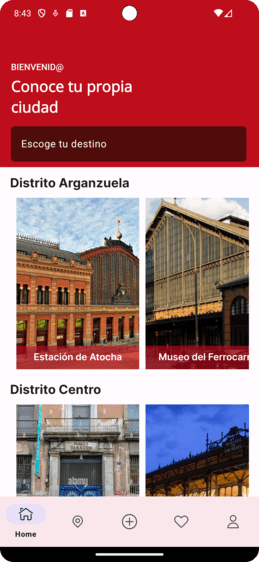 8:43
BIENVENID@
Conoce tu propia
ciudad
Escoge tu destino
Distrito Arganzuela
Estación de Atocha
Museo del Ferrocarr
Distrito Centro
alamy
Home